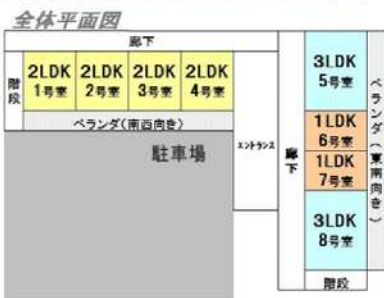 全体平面図
廊下
階段
2LDK
1号室
2LDK
2号室
2LDK
3号室
2LDK
4号室
ベランダ(南西向き)
駐車場
エントランス
廊下
3LDK
5号室
1LDK
6号室
1LDK
7号室
3LDK
8号室
ベランダ(東南向き)
階段